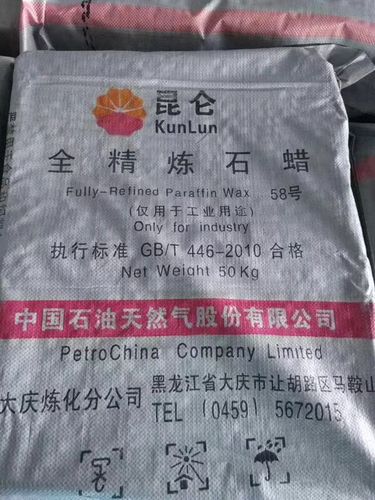 昆仑
KunLun
全精炼石蜡
Fully-Refined Paraffin Wax 58号
(仅用于工业用途)
Only for industry
执行标准 GB/T 446-2010 合格
Net Weight 50Kg
中国石油天然气股份有限公司
PetroChina Company Limited
大庆炼化分公司
黑龙江省大庆市让胡路区马鞍山
TEL (0459) 5672015